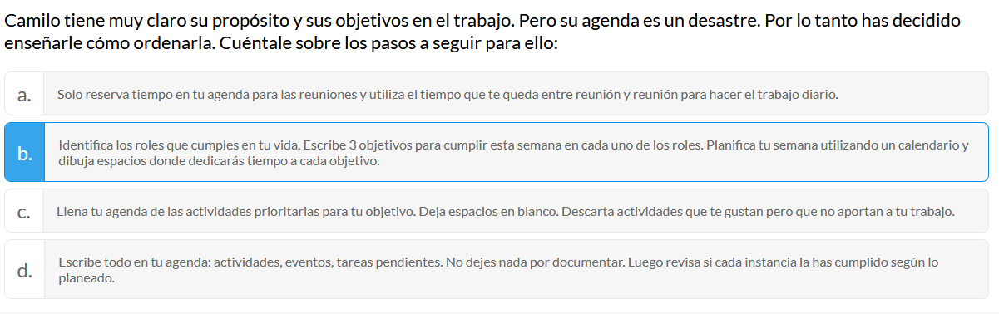 Camilo tiene muy claro su propósito y sus objetivos en el trabajo. Pero su agenda es un desastre. Por lo tanto has decidido
enseñarle cómo ordenarla. Cuéntale sobre los pasos a seguir para ello:
a. Solo reserva tiempo en tu agenda para las reuniones y utiliza el tiempo que te queda entre reunión y reunión para hacer el trabajo diario.
b. Identifica los roles que cumples en tu vida. Escribe 3 objetivos para cumplir esta semana en cada uno de los roles. Planifica tu semana utilizando un calendario y
dibuja espacios donde dedicarás tiempo a cada objetivo.
c. Llena tu agenda de las actividades prioritarias para tu objetivo. Deja espacios en blanco. Descarta actividades que te gustan pero que no aportan a tu trabajo.
d. Escribe todo en tu agenda: actividades, eventos, tareas pendientes. No dejes nada por documentar. Luego revisa si cada instancia la has cumplido según lo
planeado.